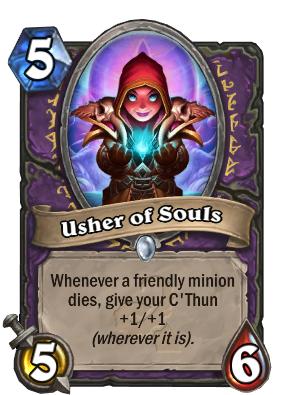 5
Usher of Souls
Whenever a friendly minion
dies, give your C'Thun
+1/+1
(wherever it is).
5
6